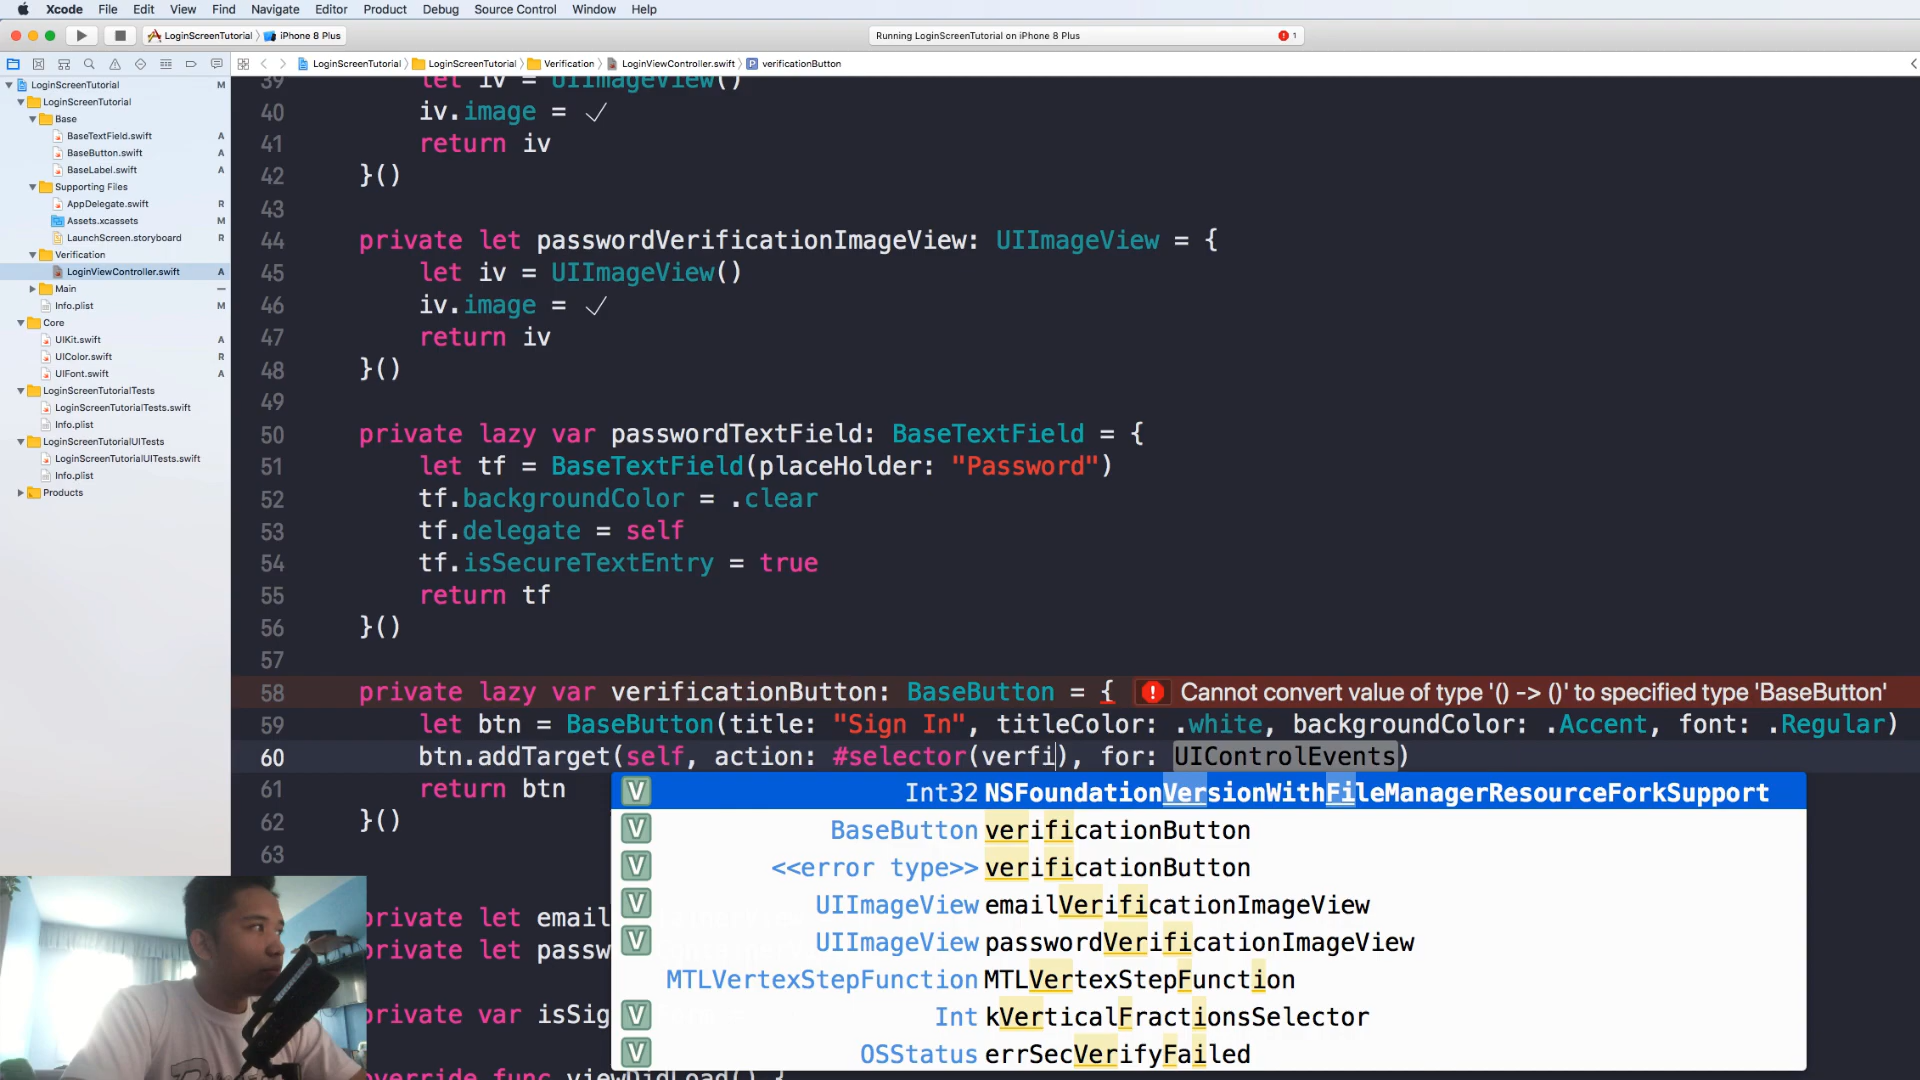 Xcode File Edit View Find Navigate Editor Product Debug Source Control Window Help
LoginScreenTutorial iPhone 8 Plus
Running LoginScreenTutorial on iPhone 8 Plus
1
LoginScreenTutorial LoginScreenTutorial Verification LoginViewController.swift P verificationButton
LoginScreenTutorial M
LoginScreenTutorial
Base
BaseTextField.swift A
BaseButton.swift A
BaseLabel.swift A
Supporting Files
AppDelegate.swift R
Assets.xcassets M
LaunchScreen.storyboard R
Verification
LoginViewController.swift A
Main
Info.plist M
Core
UIKit.swift A
UIColor.swift R
UIFont.swift A
LoginScreenTutorialTests
LoginScreenTutorialTests.swift
Info.plist
LoginScreenTutorialUITests
LoginScreenTutorialUITests.swift
Info.plist
Products
39 let iv = UIImageView()
40 iv.image = ✓
41 return iv
42 }()
43
44 private let passwordVerificationImageView: UIImageView = {
45 let iv = UIImageView()
46 iv.image = ✓
47 return iv
48 }()
49
50 private lazy var passwordTextField: BaseTextField = {
51 let tf = BaseTextField(placeHolder: "Password")
52 tf.backgroundColor = .clear
53 tf.delegate = self
54 tf.isSecureTextEntry = true
55 return tf
56 }()
57
58 private lazy var verificationButton: BaseButton = { Cannot convert value of type '() -> ()' to specified type 'BaseButton'
59 let btn = BaseButton(title: "Sign In", titleColor: .white, backgroundColor: .Accent, font: .Regular)
60 btn.addTarget(self, action: #selector(verfi), for: UIControlEvents)
61 return btn
62 }()
63
V Int32 NSFoundationVersionWithFileManagerResourceForkSupport
V BaseButton verificationButton
V <<error type>> verificationButton
V UIImageView emailVerificationImageView
V UIImageView passwordVerificationImageView
MTLVertexStepFunction MTLVertexStepFunction
V Int kVerticalFractionsSelector
V OSStatus errSecVerifyFailed
private let email
private let passw
private var isSig
override func viewDidLoad() {